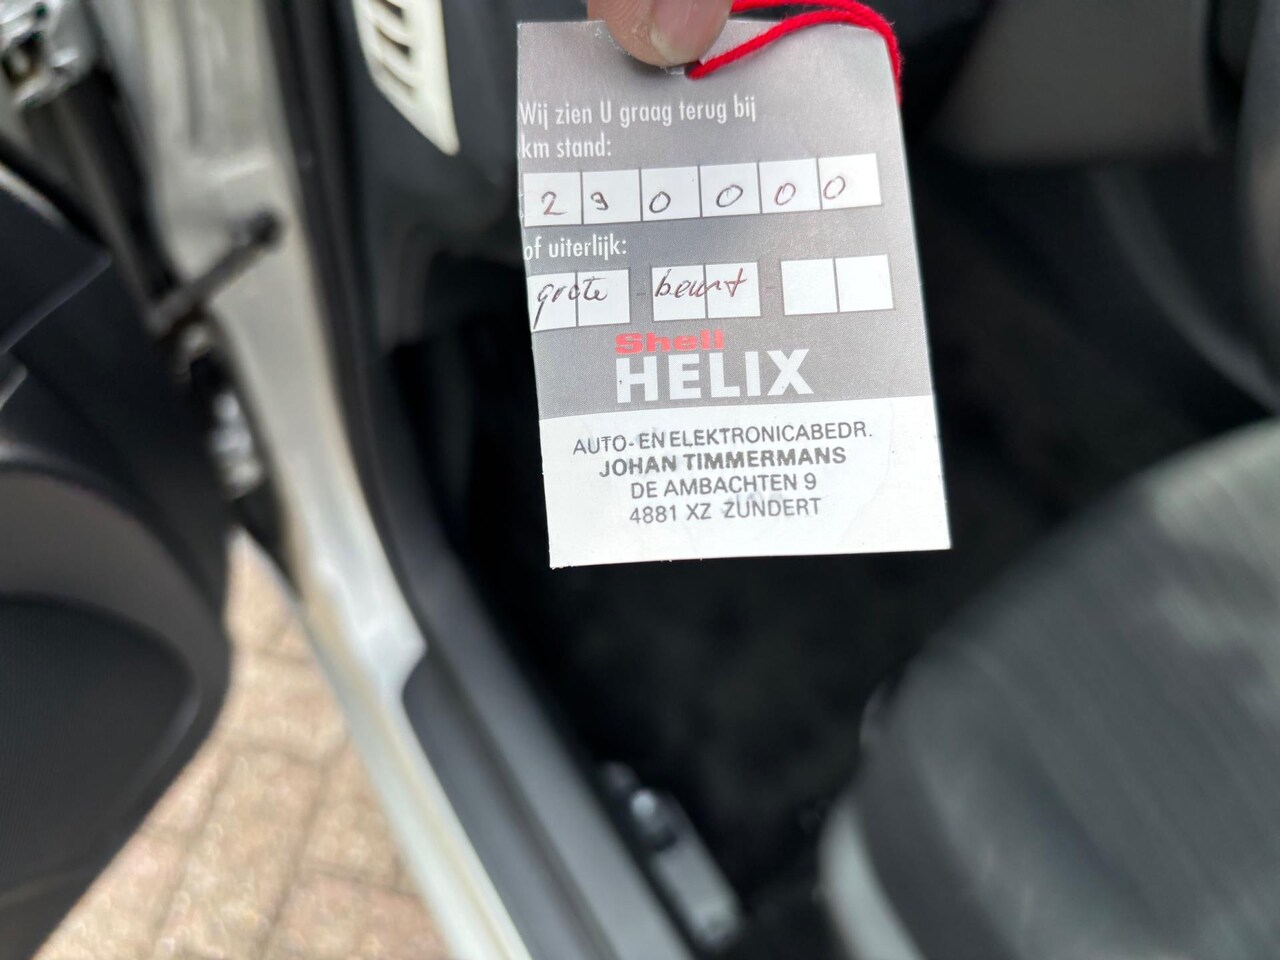 Wij zien U graag terug bij
km stand:
290000
of uiterlijk:
grote beurt
Shell
HELIX
AUTO- EN ELEKTRONICABEDR.
JOHAN TIMMERMANS
DE AMBACHTEN 9
4881 XZ ZUNDERT